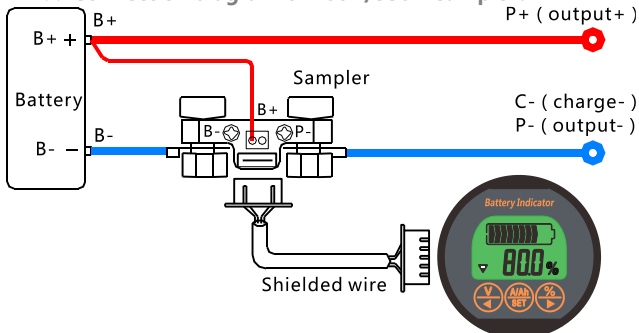 P+ ( output+ )
B+
B+ +
Sampler
Battery
B+
C- ( charge- )
B- P-
P- ( output- )
B-
B- −
Battery Indicator
80.0 %
Shielded wire
V A/Ah %
SET